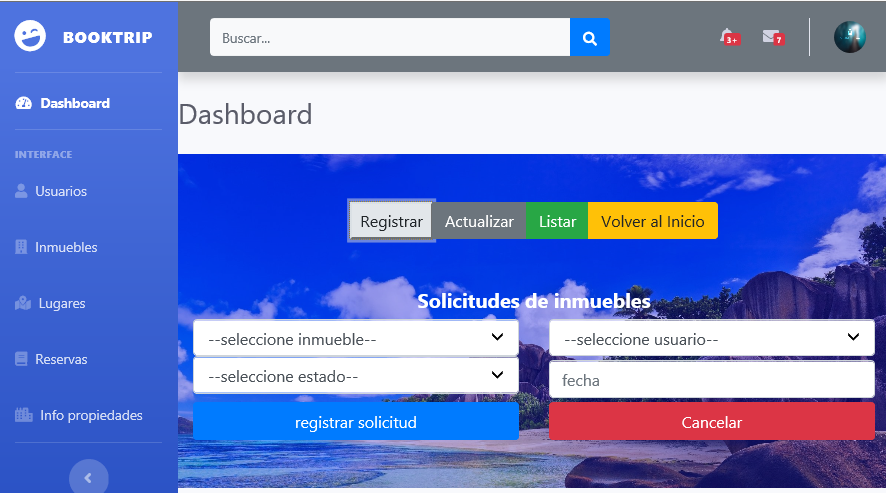 BOOKTRIP
Buscar...
3+
7
Dashboard
Dashboard
INTERFACE
Usuarios
Inmuebles
Lugares
Reservas
Info propiedades
Registrar
Actualizar
Listar
Volver al Inicio
Solicitudes de inmuebles
--seleccione inmueble--
--seleccione usuario--
--seleccione estado--
fecha
registrar solicitud
Cancelar